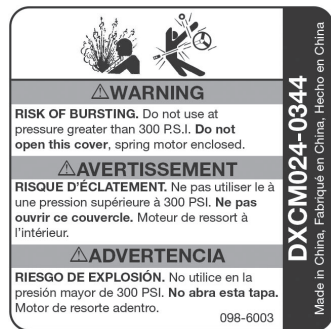 ⚠WARNING
RISK OF BURSTING. Do not use at
pressure greater than 300 P.S.I. Do not
open this cover, spring motor enclosed.
⚠AVERTISSEMENT
RISQUE D'ÉCLATEMENT. Ne pas utiliser le à
une pression supérieure à 300 PSI. Ne pas
ouvrir ce couvercle. Moteur de ressort à
l'intérieur.
⚠ADVERTENCIA
RIESGO DE EXPLOSIÓN. No utilice en la
presión mayor de 300 PSI. No abra esta tapa.
Motor de resorte adentro.
098-6003
DXCM024-0344
Made in China, Fabriqué en China, Hecho en China